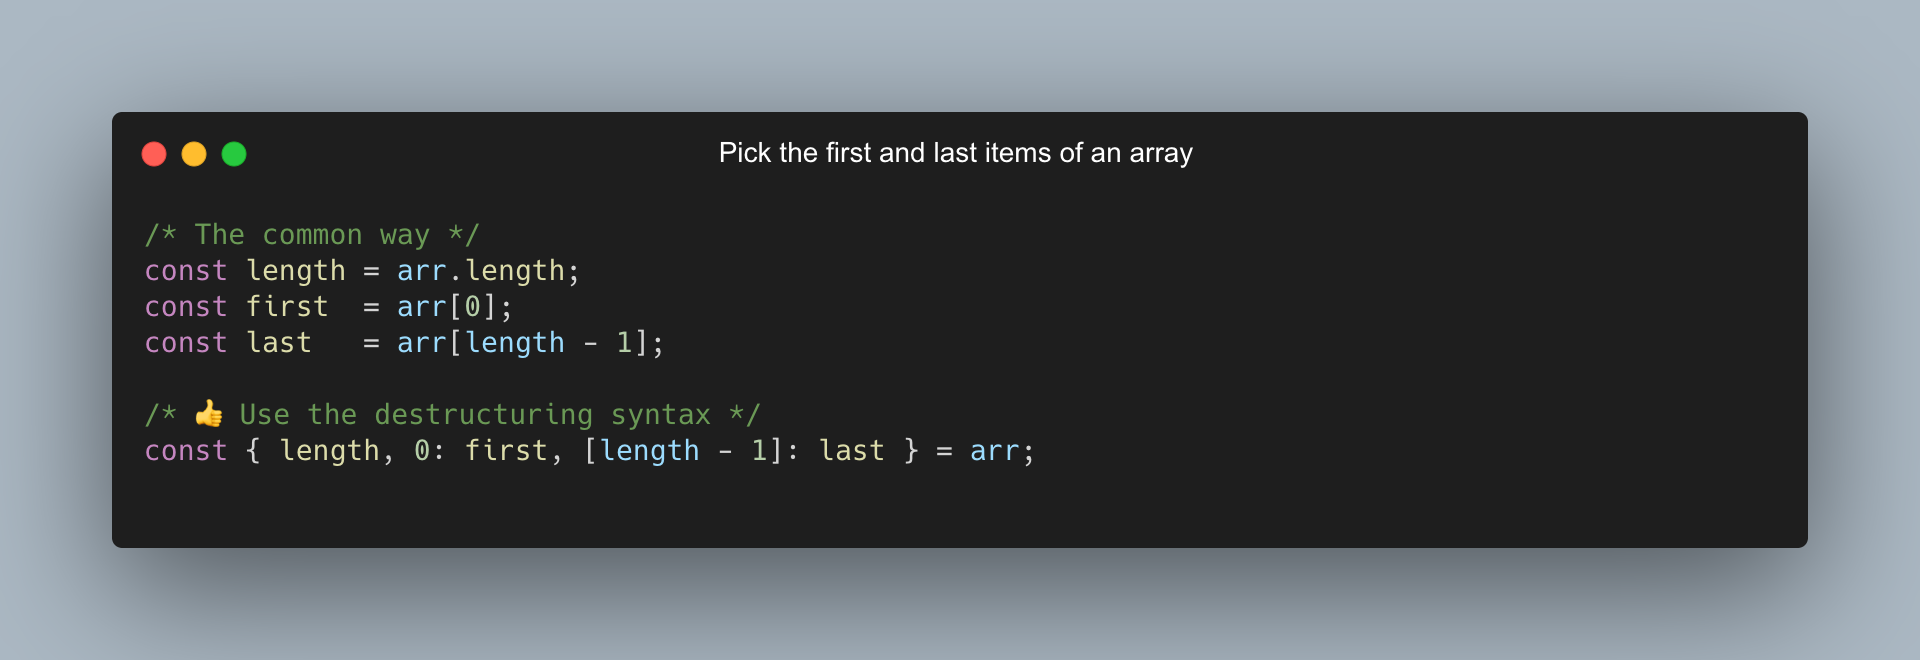 Pick the first and last items of an array
/* The common way */
const length = arr.length;
const first  = arr[0];
const last   = arr[length - 1];
/* 👍 Use the destructuring syntax */
const { length, 0: first, [length - 1]: last } = arr;